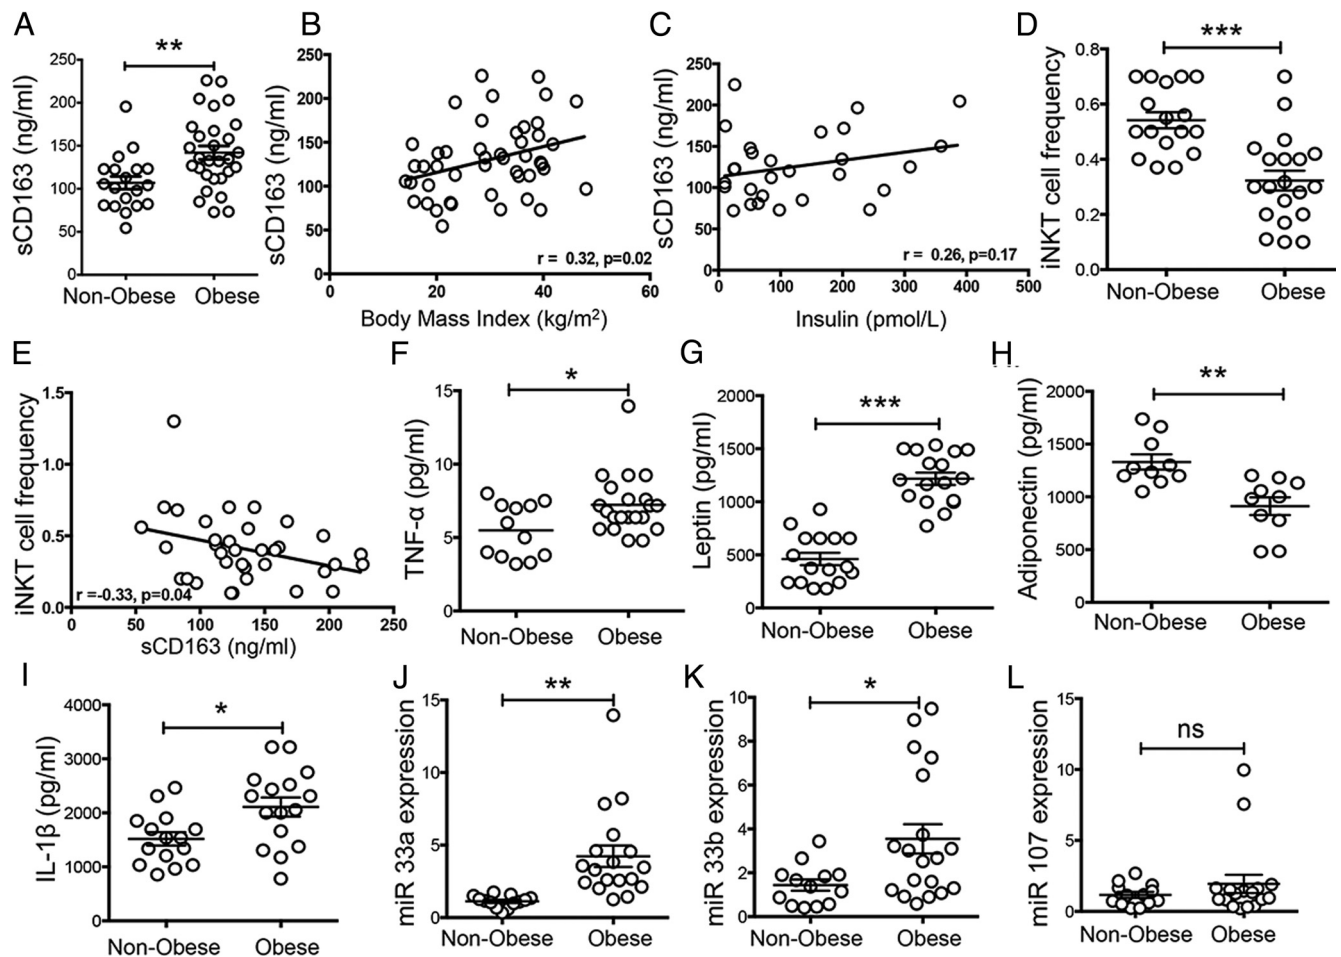 A
**
sCD163 (ng/ml)
250
200
150
100
50
0
Non-Obese Obese
B
sCD163 (ng/ml)
250
200
150
100
50
0
r = 0.32, p=0.02
0 20 40 60
Body Mass Index (kg/m²)
C
sCD163 (ng/ml)
250
200
150
100
50
0
r = 0.26, p=0.17
0 100 200 300 400 500
Insulin (pmol/L)
D
***
iNKT cell frequency
0.8
0.6
0.4
0.2
0.0
Non-Obese Obese
E
iNKT cell frequency
1.5
1.0
0.5
0.0
r =-0.33, p=0.04
0 50 100 150 200 250
sCD163 (ng/ml)
F
*
TNF-α (pg/ml)
15
10
5
0
Non-Obese Obese
G
***
Leptin (pg/ml)
2000
1500
1000
500
0
Non-Obese Obese
H
**
Adiponectin (pg/ml)
2000
1500
1000
500
0
Non-Obese Obese
I
*
IL-1β (pg/ml)
4000
3000
2000
1000
0
Non-Obese Obese
J
**
miR 33a expression
15
10
5
0
Non-Obese Obese
K
*
miR 33b expression
10
8
6
4
2
0
Non-Obese Obese
L
ns
miR 107 expression
15
10
5
0
Non-Obese Obese